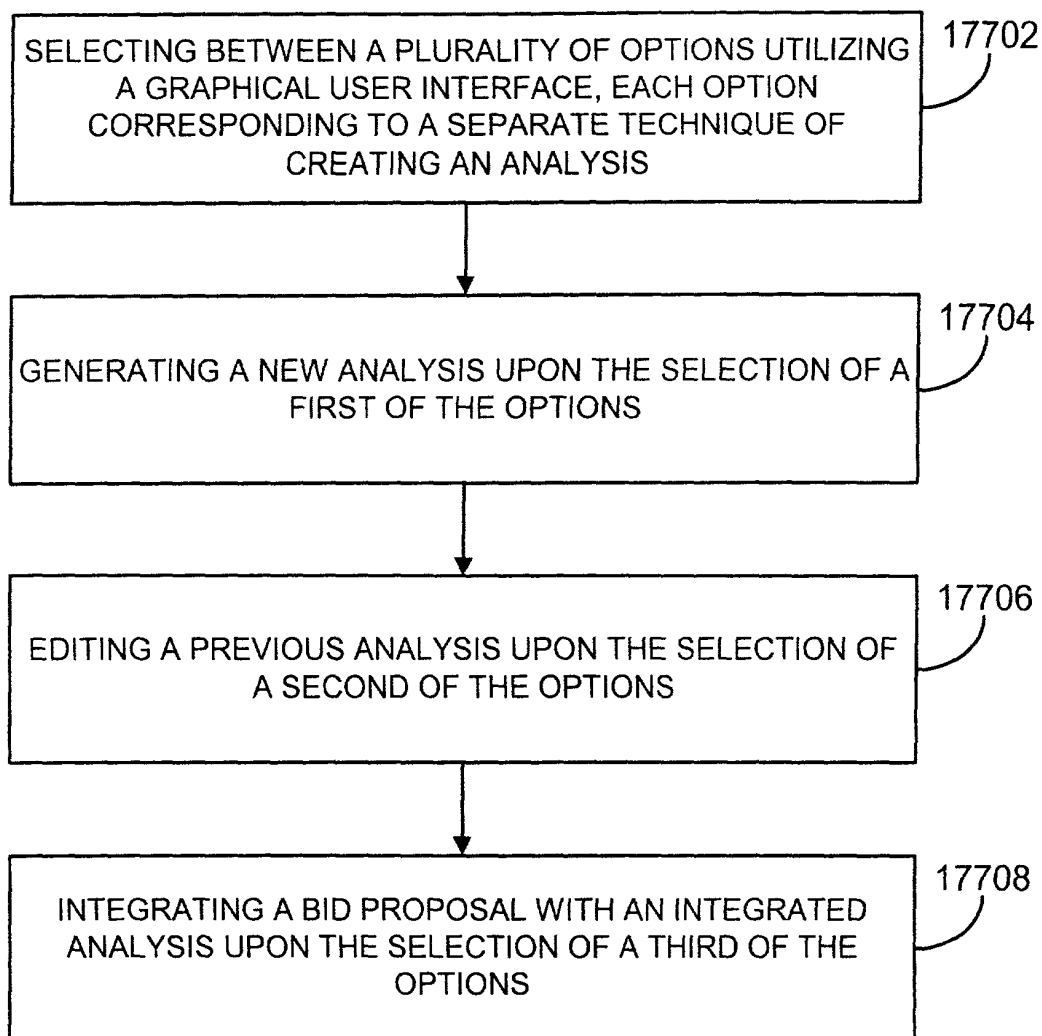 17702
SELECTING BETWEEN A PLURALITY OF OPTIONS UTILIZING
A GRAPHICAL USER INTERFACE, EACH OPTION
CORRESPONDING TO A SEPARATE TECHNIQUE OF
CREATING AN ANALYSIS
17704
GENERATING A NEW ANALYSIS UPON THE SELECTION OF A
FIRST OF THE OPTIONS
17706
EDITING A PREVIOUS ANALYSIS UPON THE SELECTION OF
A SECOND OF THE OPTIONS
17708
INTEGRATING A BID PROPOSAL WITH AN INTEGRATED
ANALYSIS UPON THE SELECTION OF A THIRD OF THE
OPTIONS